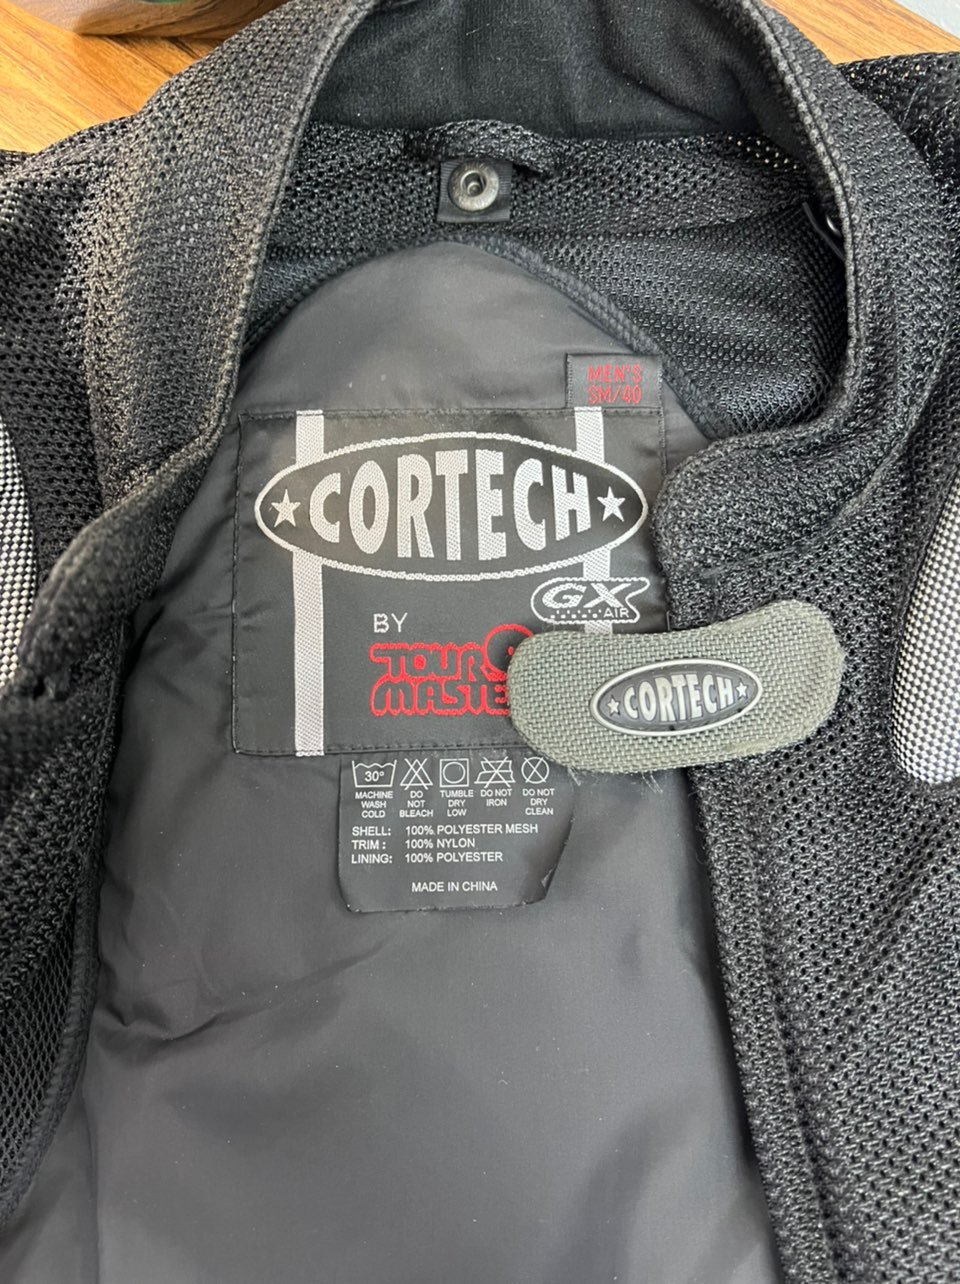 MEN'S
SM/40
CORTECH
GX
AIR
BY
TOUR
CORTECH
30°
MACHINE WASH COLD
DO NOT BLEACH
TUMBLE DRY LOW
DO NOT IRON
DO NOT DRY CLEAN
SHELL: 100% POLYESTER MESH
TRIM : 100% NYLON
LINING: 100% POLYESTER
MADE IN CHINA